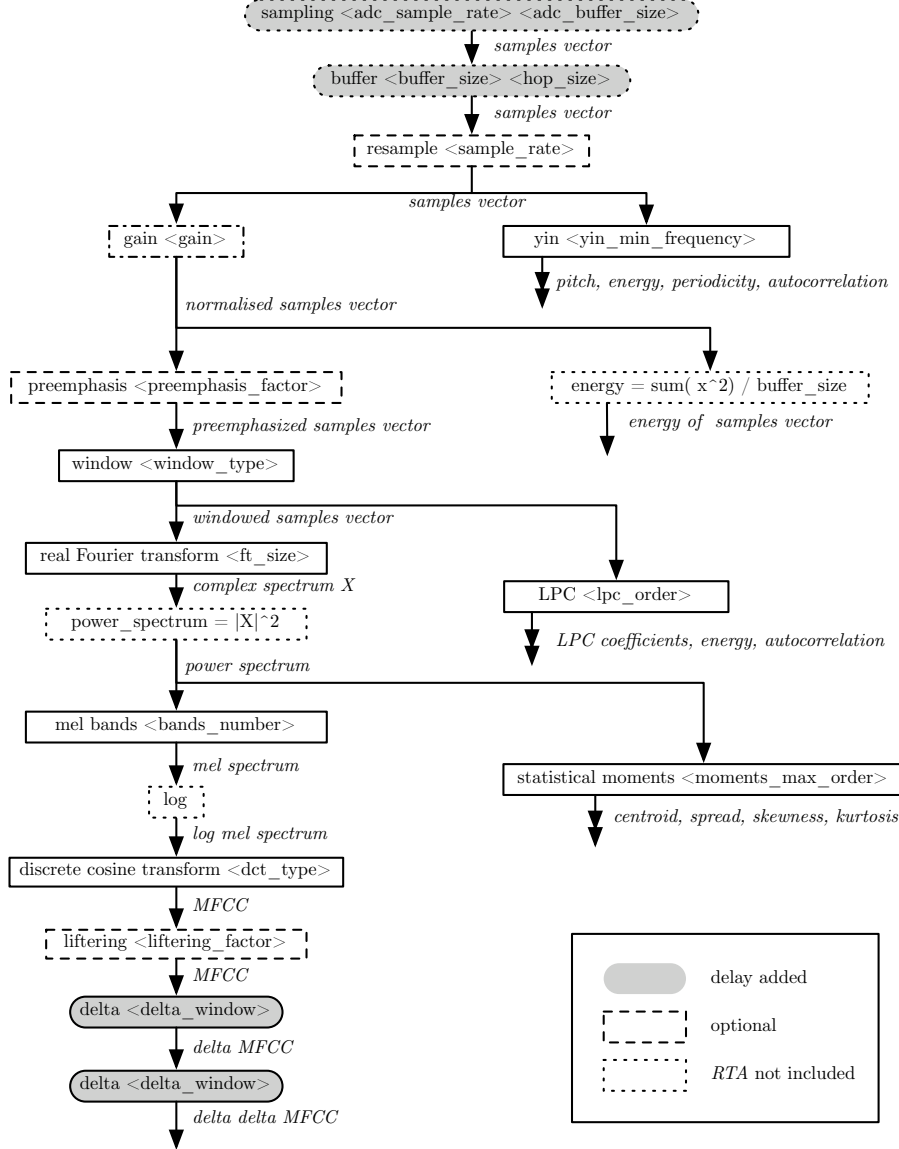 sampling <adc_sample_rate> <adc_buffer_size>
samples vector
buffer <buffer_size> <hop_size>
samples vector
resample <sample_rate>
samples vector
gain <gain>
yin <yin_min_frequency>
pitch, energy, periodicity, autocorrelation
normalised samples vector
preemphasis <preemphasis_factor>
energy = sum( x^2) / buffer_size
preemphasized samples vector
energy of  samples vector
window <window_type>
windowed samples vector
real Fourier transform <ft_size>
complex spectrum X
LPC <lpc_order>
power_spectrum = |X|^2
LPC coefficients, energy, autocorrelation
power spectrum
mel bands <bands_number>
mel spectrum
statistical moments <moments_max_order>
log
centroid, spread, skewness, kurtosis
log mel spectrum
discrete cosine transform <dct_type>
MFCC
liftering <liftering_factor>
MFCC
delta <delta_window>
delta MFCC
delta <delta_window>
delta delta MFCC
delay added
optional
RTA not included